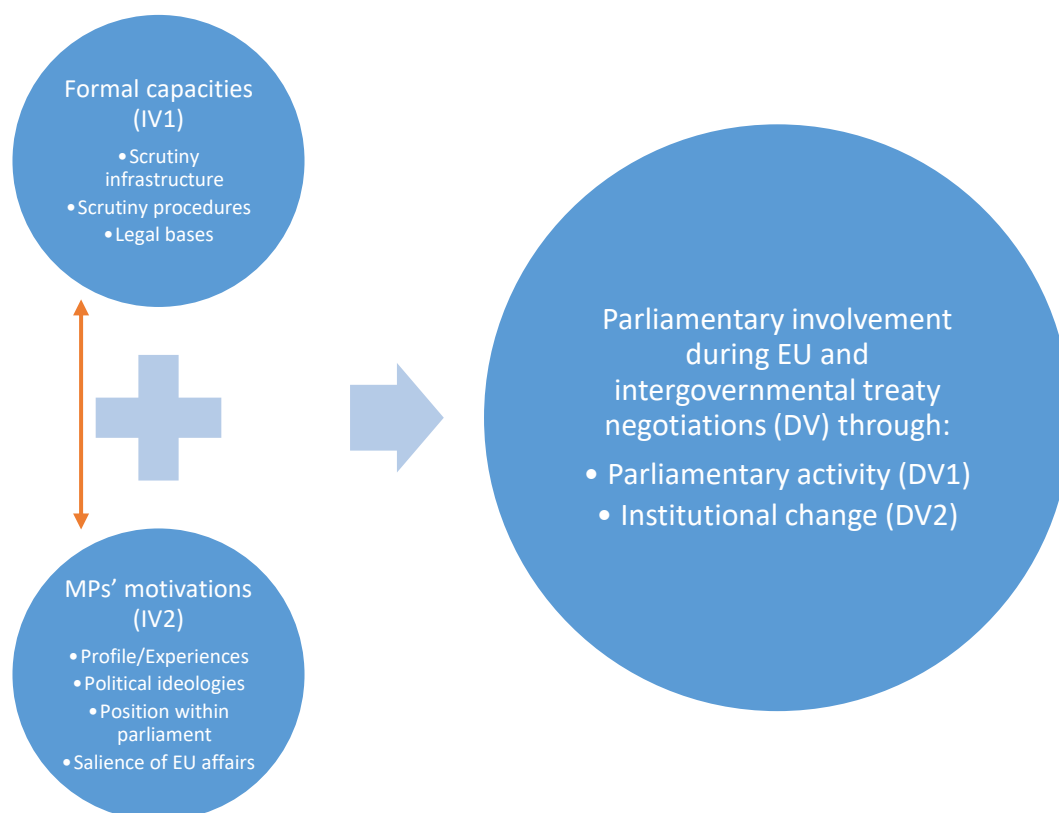 Formal capacities
(IV1)
• Scrutiny
infrastructure
• Scrutiny procedures
• Legal bases
MPs’ motivations
(IV2)
• Profile/Experiences
• Political ideologies
• Position within
parliament
• Salience of EU affairs
Parliamentary involvement
during EU and
intergovernmental treaty
negotiations (DV) through:
• Parliamentary activity (DV1)
• Institutional change (DV2)